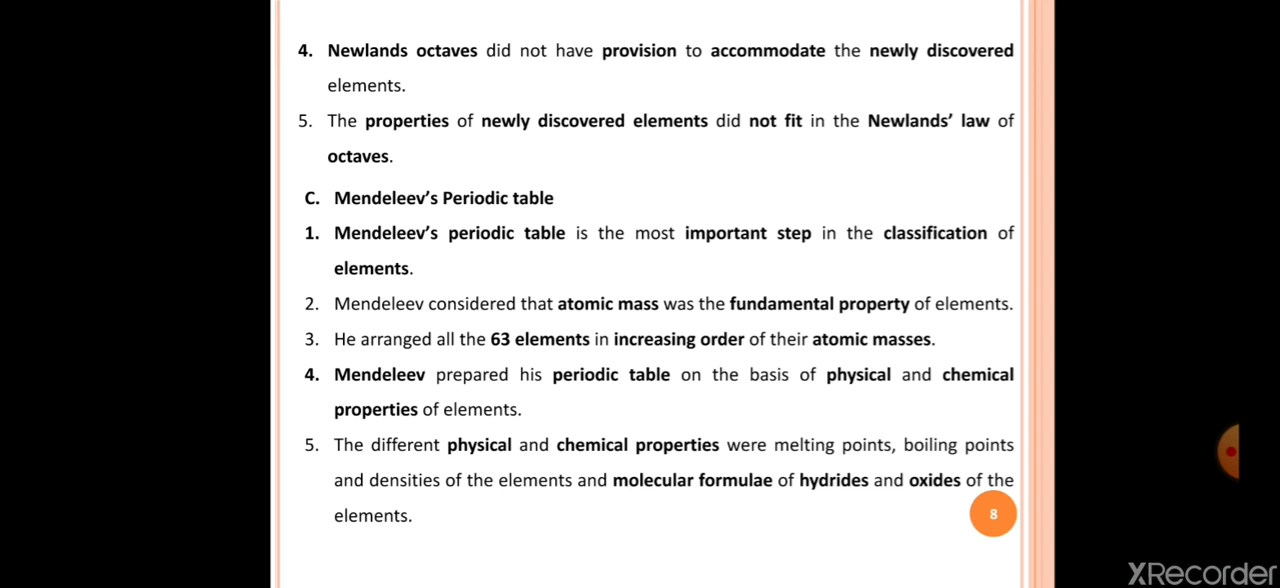 4. Newlands octaves did not have provision to accommodate the newly discovered
elements.
5. The properties of newly discovered elements did not fit in the Newlands’ law of
octaves.
C. Mendeleev’s Periodic table
1. Mendeleev’s periodic table is the most important step in the classification of
elements.
2. Mendeleev considered that atomic mass was the fundamental property of elements.
3. He arranged all the 63 elements in increasing order of their atomic masses.
4. Mendeleev prepared his periodic table on the basis of physical and chemical
properties of elements.
5. The different physical and chemical properties were melting points, boiling points
and densities of the elements and molecular formulae of hydrides and oxides of the
elements.
8
XRecorder